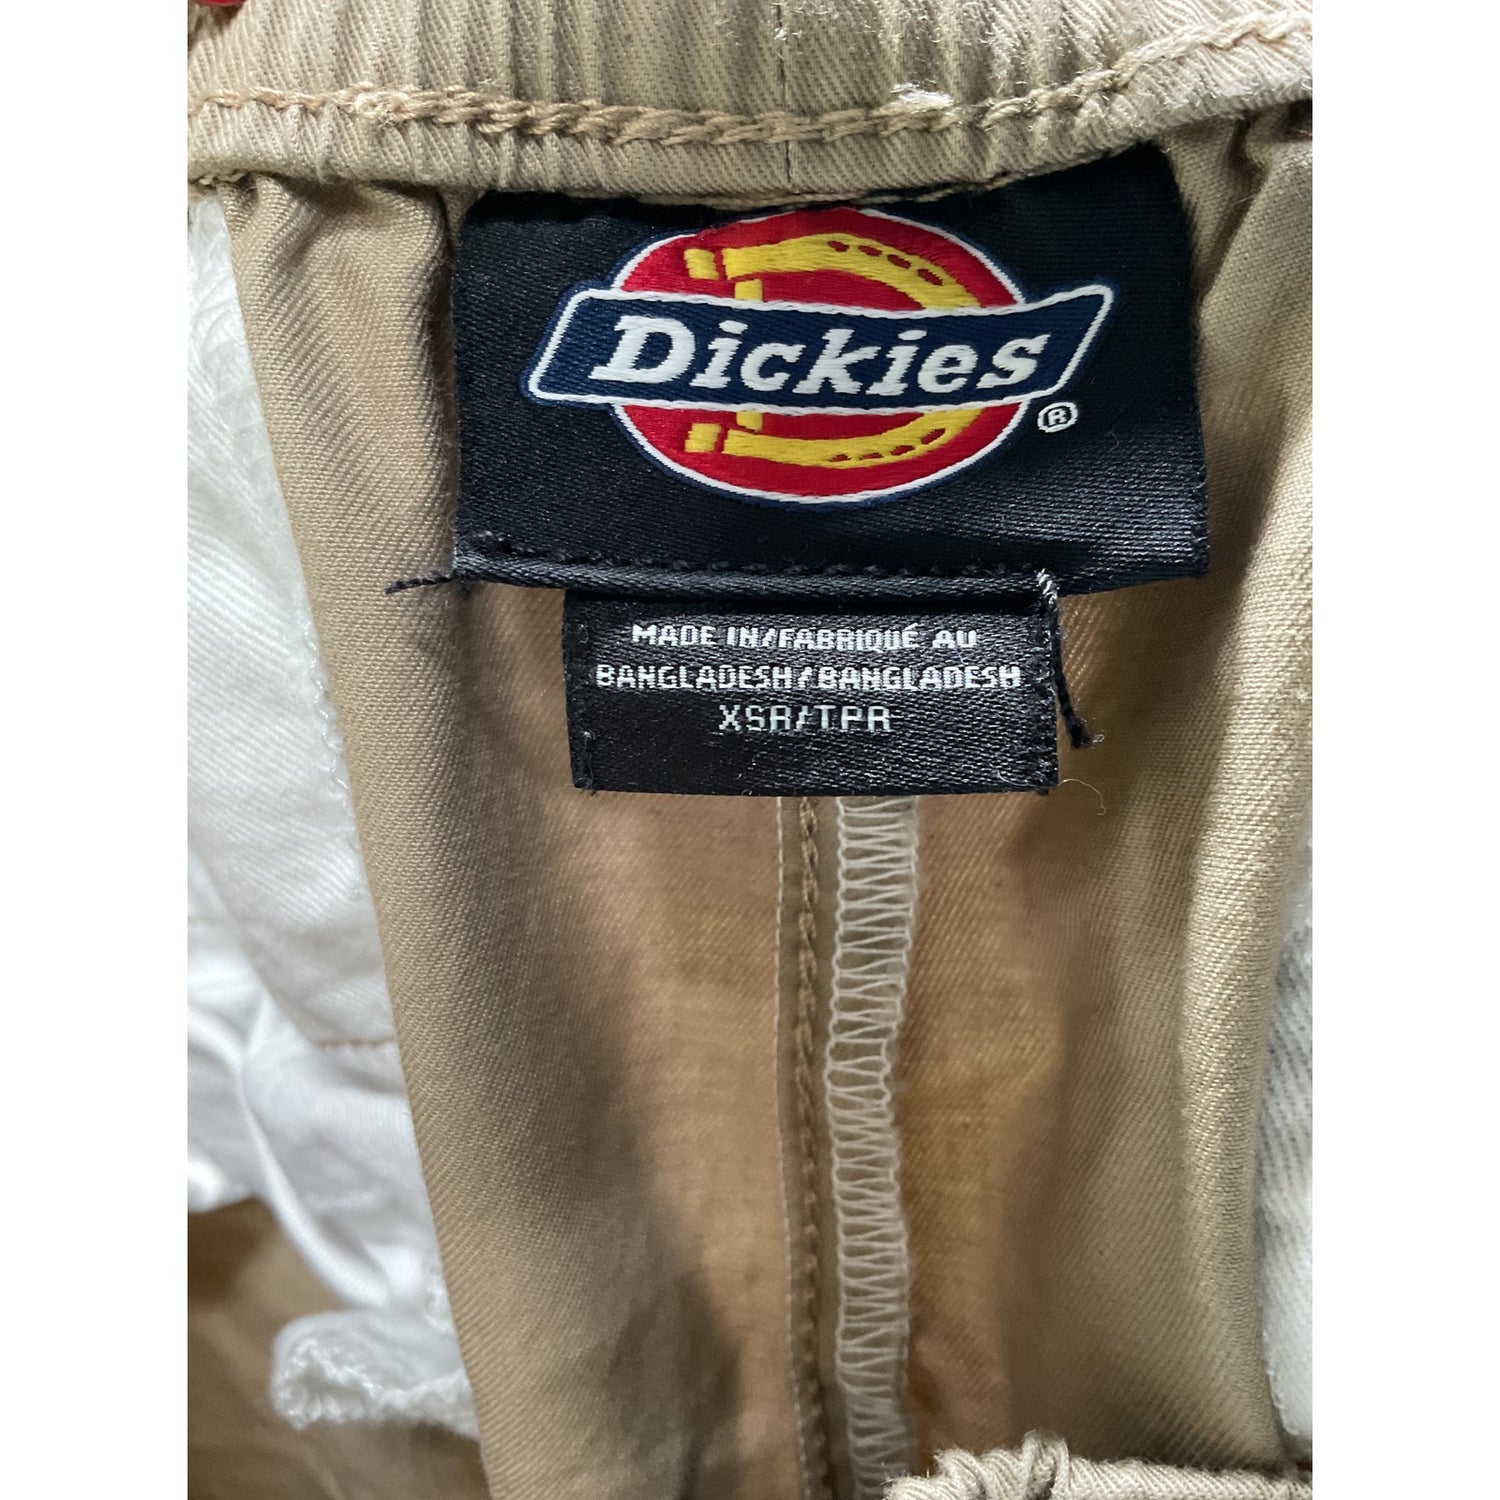 Dickies
®
MADE IN/FABRIQUÉ AU
BANGLADESH/BANGLADESH
XSR/TPR